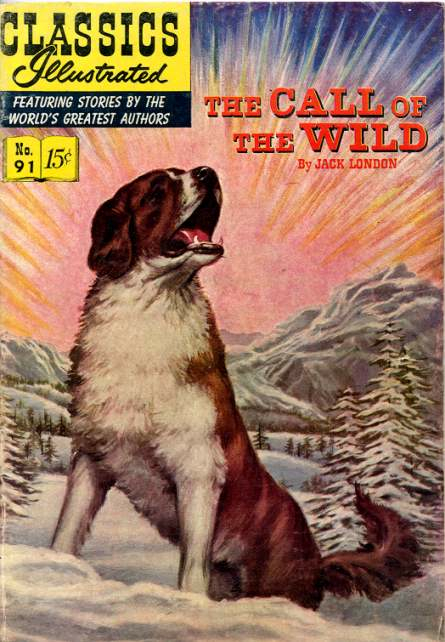 CLASSICS
Illustrated
FEATURING STORIES BY THE
WORLD'S GREATEST AUTHORS
No.
91
15¢
THE CALL OF
THE WILD
By JACK LONDON